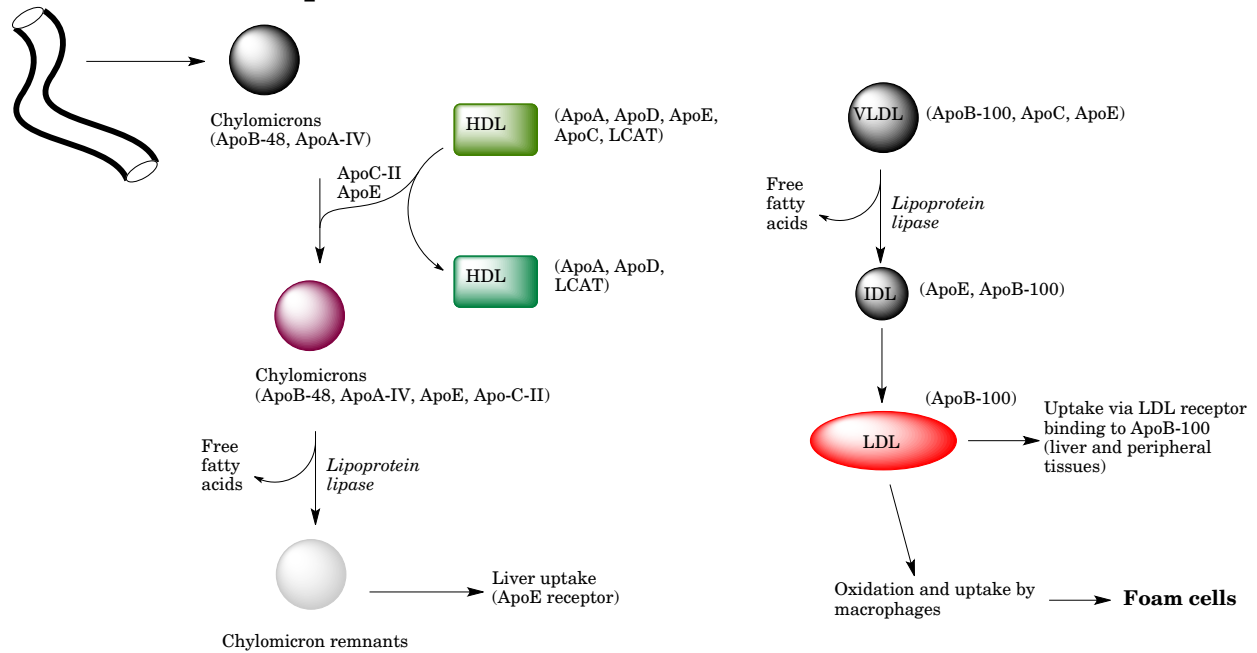 Chylomicrons
(ApoB-48, ApoA-IV)
HDL
(ApoA, ApoD, ApoE,
ApoC, LCAT)
ApoC-II
ApoE
HDL
(ApoA, ApoD,
LCAT)
Chylomicrons
(ApoB-48, ApoA-IV, ApoE, Apo-C-II)
Free
fatty
acids
Lipoprotein
lipase
Chylomicron remnants
Liver uptake
(ApoE receptor)
VLDL
(ApoB-100, ApoC, ApoE)
Free
fatty
acids
Lipoprotein
lipase
IDL
(ApoE, ApoB-100)
(ApoB-100)
LDL
Uptake via LDL receptor
binding to ApoB-100
(liver and peripheral
tissues)
Oxidation and uptake by
macrophages
Foam cells